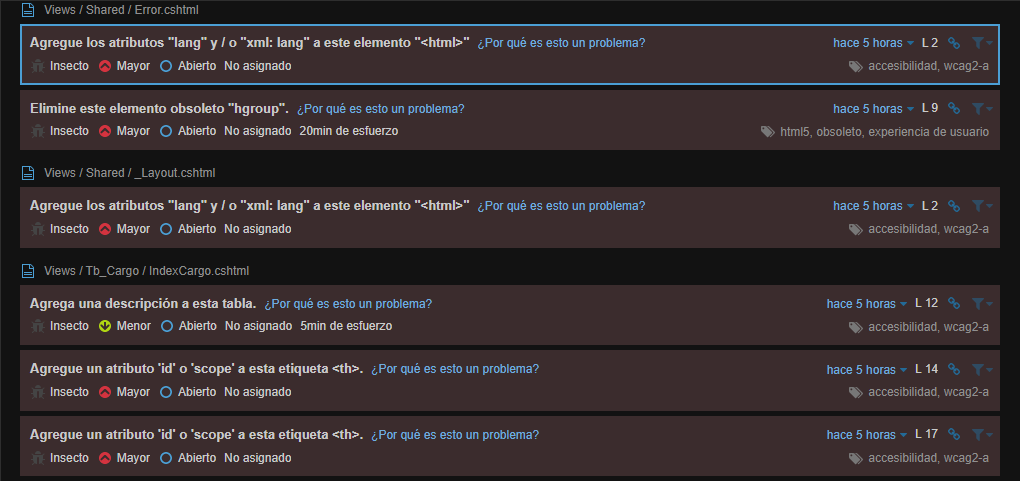 Views / Shared / Error.cshtml
Agregue los atributos "lang" y / o "xml: lang" a este elemento "<html>" ¿Por qué es esto un problema? hace 5 horas L 2
Insecto Mayor Abierto No asignado accesibilidad, wcag2-a
Elimine este elemento obsoleto "hgroup". ¿Por qué es esto un problema? hace 5 horas L 9
Insecto Mayor Abierto No asignado 20min de esfuerzo html5, obsoleto, experiencia de usuario
Views / Shared / _Layout.cshtml
Agregue los atributos "lang" y / o "xml: lang" a este elemento "<html>" ¿Por qué es esto un problema? hace 5 horas L 2
Insecto Mayor Abierto No asignado accesibilidad, wcag2-a
Views / Tb_Cargo / IndexCargo.cshtml
Agrega una descripción a esta tabla. ¿Por qué es esto un problema? hace 5 horas L 12
Insecto Menor Abierto No asignado 5min de esfuerzo accesibilidad, wcag2-a
Agregue un atributo 'id' o 'scope' a esta etiqueta <th>. ¿Por qué es esto un problema? hace 5 horas L 14
Insecto Mayor Abierto No asignado accesibilidad, wcag2-a
Agregue un atributo 'id' o 'scope' a esta etiqueta <th>. ¿Por qué es esto un problema? hace 5 horas L 17
Insecto Mayor Abierto No asignado accesibilidad, wcag2-a